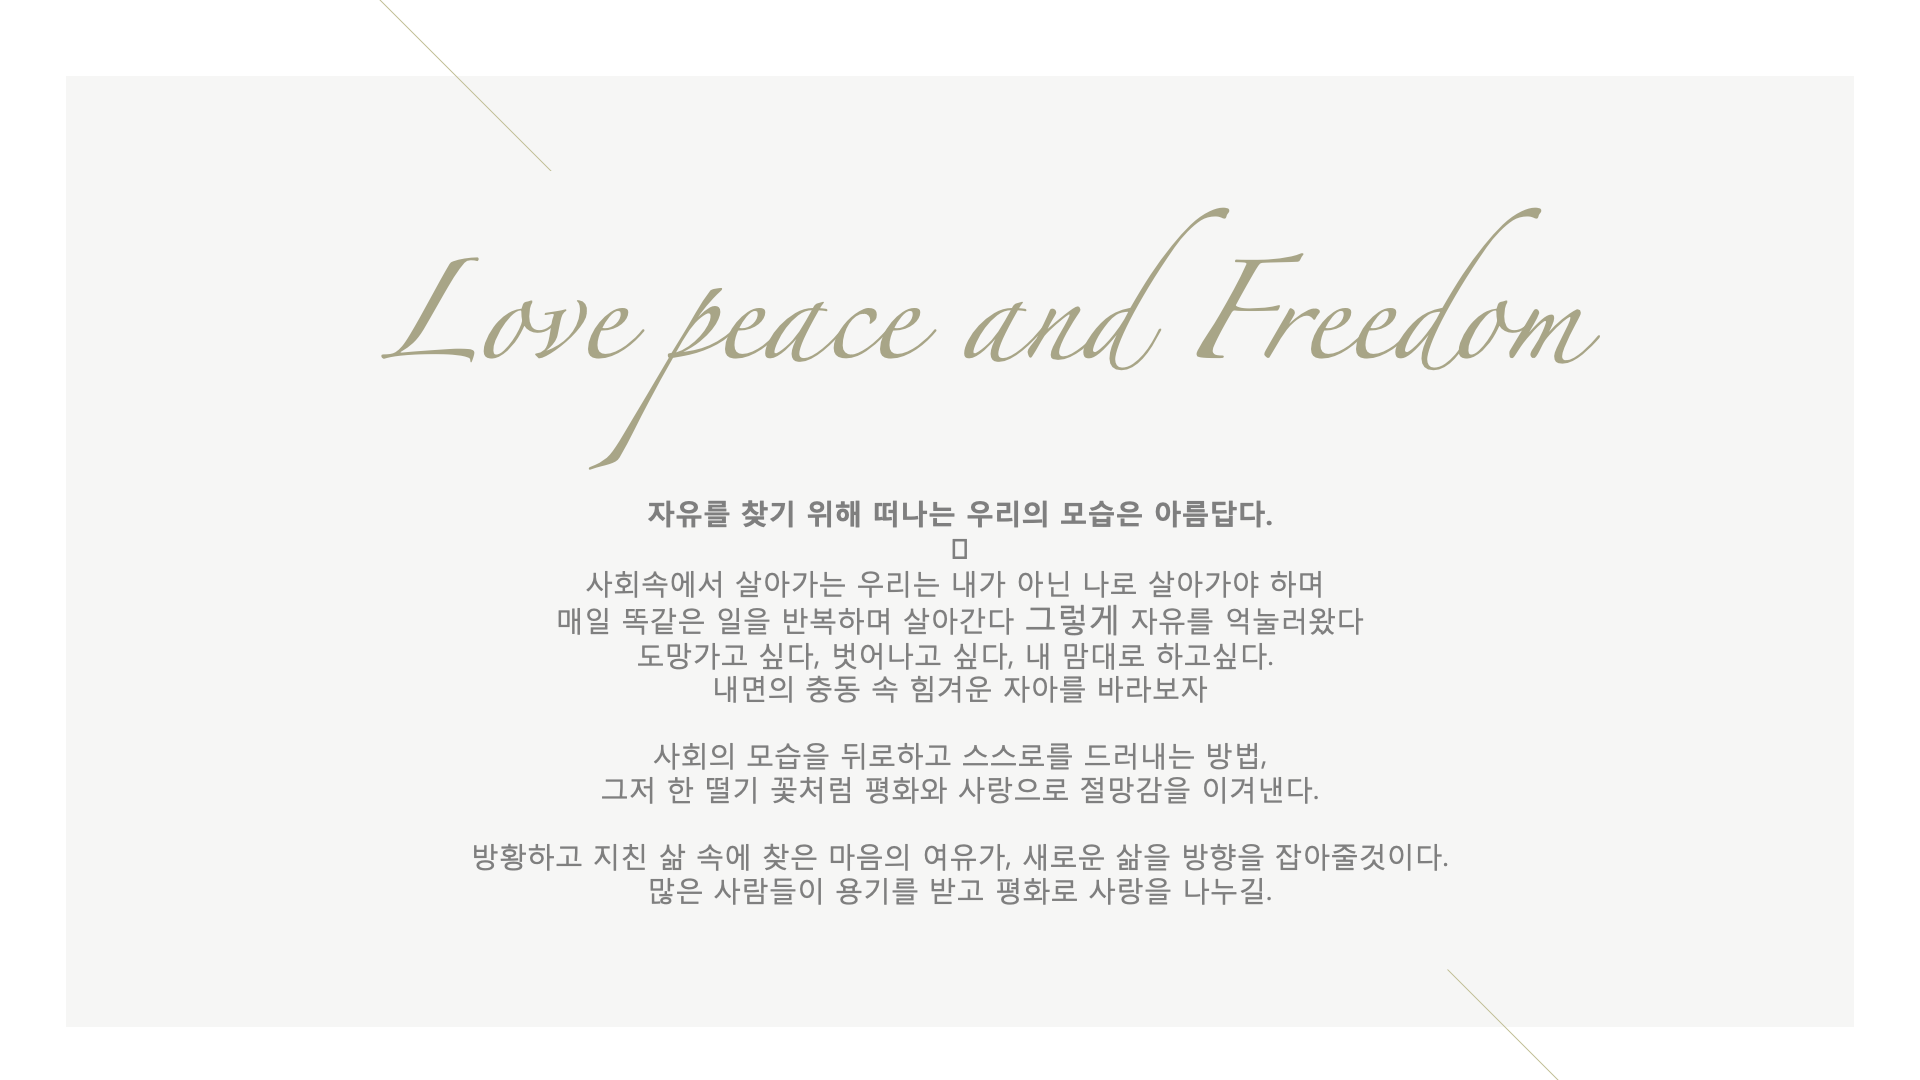 Love peace and Freedom
자유를 찾기 위해 떠나는 우리의 모습은 아름답다.
사회속에서 살아가는 우리는 내가 아닌 나로 살아가야 하며
매일 똑같은 일을 반복하며 살아간다 그렇게 자유를 억눌러왔다
도망가고 싶다, 벗어나고 싶다, 내 맘대로 하고싶다.
내면의 충동 속 힘겨운 자아를 바라보자
사회의 모습을 뒤로하고 스스로를 드러내는 방법,
그저 한 떨기 꽃처럼 평화와 사랑으로 절망감을 이겨낸다.
방황하고 지친 삶 속에 찾은 마음의 여유가, 새로운 삶을 방향을 잡아줄것이다.
많은 사람들이 용기를 받고 평화로 사랑을 나누길.